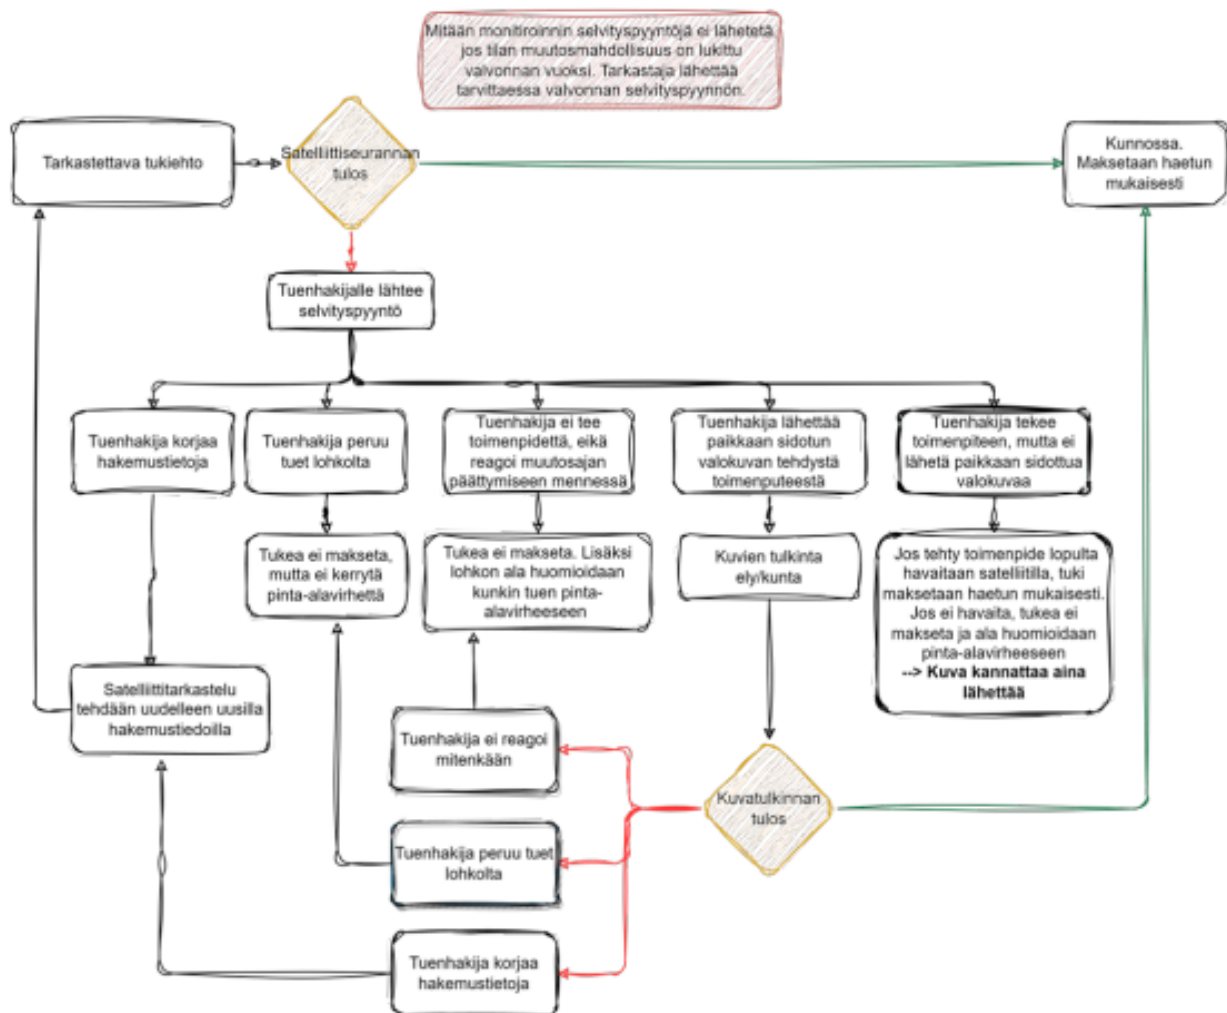 Mitään monitiroinnin selvityspyyntöjä ei lähetetä
jos tilan muutosmahdollisuus on lukittu
valvonnan vuoksi. Tarkastaja lähettää
tarvittaessa valvonnan selvityspyynnön.
Tarkastettava tukiehto
Satelliittiseurannan
tulos
Kunnossa.
Maksetaan haetun
mukaisesti
Tuenhakijalle lähtee
selvityspyyntö
Tuenhakija korjaa
hakemustietoja
Tuenhakija peruu
tuet lohkolta
Tuenhakija ei tee
toimenpidettä, eikä
reagoi muutosajan
päättymiseen mennessä
Tuenhakija lähettää
paikkaan sidotun
valokuvan tehdystä
toimenputeestä
Tuenhakija tekee
toimenpiteen, mutta ei
lähetä paikkaan sidottua
valokuvaa
Tukea ei makseta,
mutta ei kerrytä
pinta-alavirhettä
Tukea ei makseta. Lisäksi
lohkon ala huomioidaan
kunkin tuen pinta-
alavirheeseen
Kuvien tulkinta
ely/kunta
Jos tehty toimenpide lopulta
havaitaan satelliitilla, tuki
maksetaan haetun mukaisesti.
Jos ei havaita, tukea ei
makseta ja ala huomioidaan
pinta-alavirheeseen
--> Kuva kannattaa aina
lähettää
Satelliittitarkastelu
tehdään uudelleen uusilla
hakemustiedoilla
Tuenhakija ei reagoi
mitenkään
Kuvatulkinnan
tulos
Tuenhakija peruu tuet
lohkolta
Tuenhakija korjaa
hakemustietoja